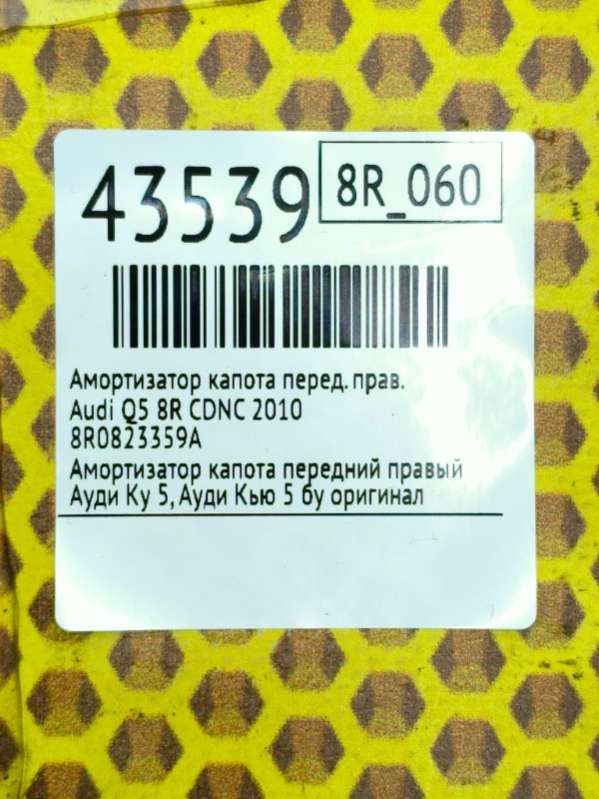 43539
8R_060
Амортизатор капота перед. прав.
Audi Q5 8R CDNC 2010
8R0823359A
Амортизатор капота передний правый
Ауди Ку 5, Ауди Кью 5 бу оригинал